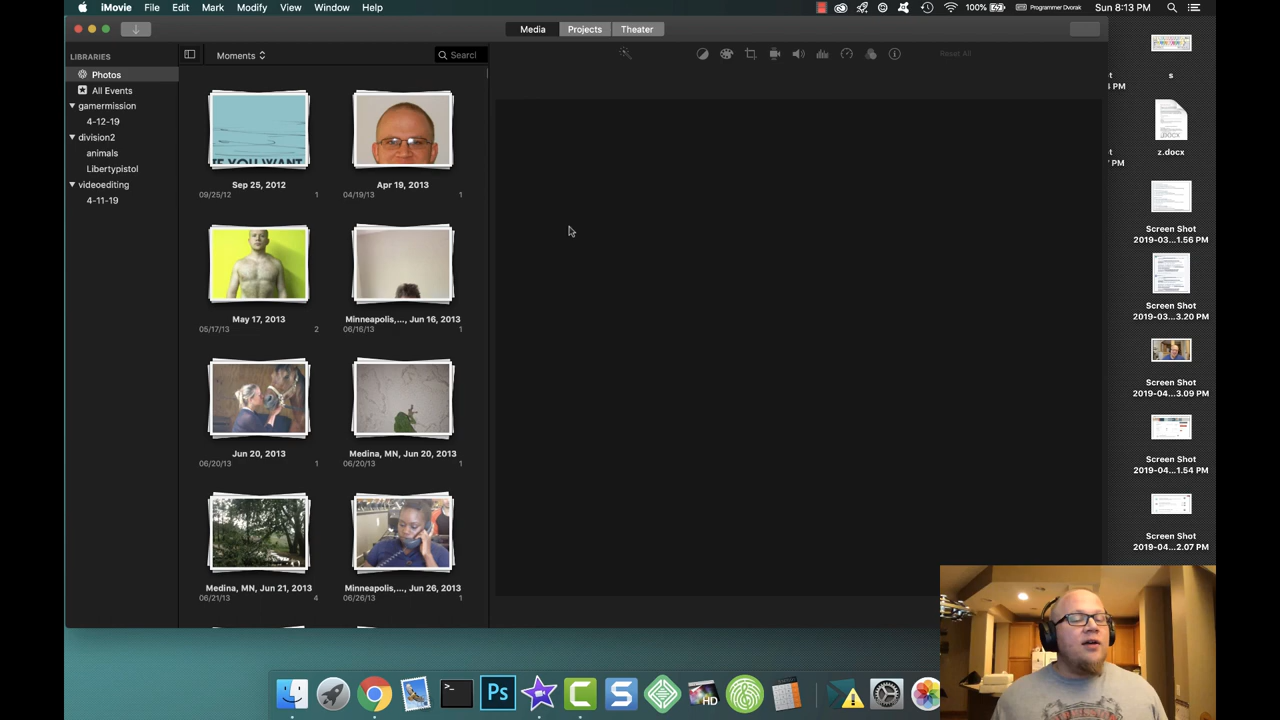 iMovie File Edit Mark Modify View Window Help
100% Programmer Dvorak Sun 8:13 PM
Media Projects Theater
LIBRARIES
Photos
All Events
gamermission
4-12-19
division2
animals
Libertypistol
videoediting
4-11-19
Moments
Searcl
Reset All
Sep 25, 2012
09/25/12 1
Apr 19, 2013
04/19/13 1
May 17, 2013
05/17/13 2
Minneapolis,..., Jun 16, 2013
06/16/13 1
Jun 20, 2013
06/20/13 1
Medina, MN, Jun 20, 2013
06/20/13 1
Medina, MN, Jun 21, 2013
06/21/13 4
Minneapolis,..., Jun 26, 2013
06/26/13 1
s
z.docx
Screen Shot
2019-03...1.56 PM
Screen Shot
2019-03...3.20 PM
Screen Shot
2019-04...3.09 PM
Screen Shot
2019-04...1.54 PM
Screen Shot
2019-04...2.07 PM
Ps
HD